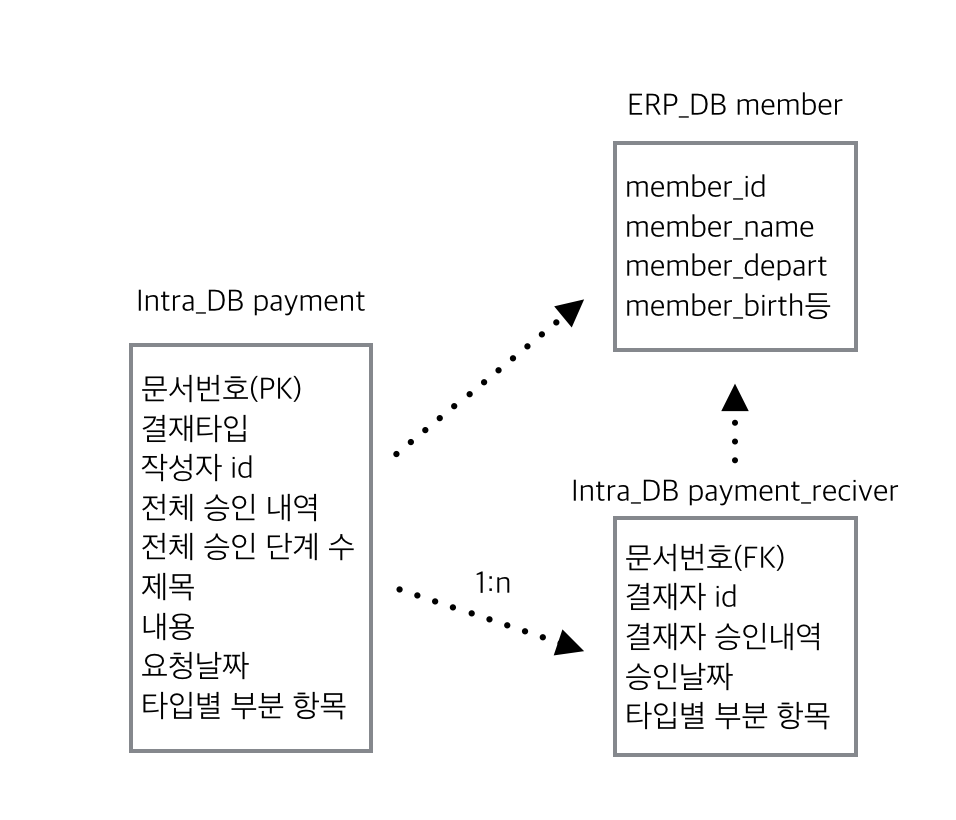 ERP_DB member
member_id
member_name
member_depart
member_birth등
Intra_DB payment
문서번호(PK)
결재타입
작성자 id
전체 승인 내역
전체 승인 단계 수
제목
내용
요청날짜
타입별 부분 항목
1:n
Intra_DB payment_reciver
문서번호(FK)
결재자 id
결재자 승인내역
승인날짜
타입별 부분 항목